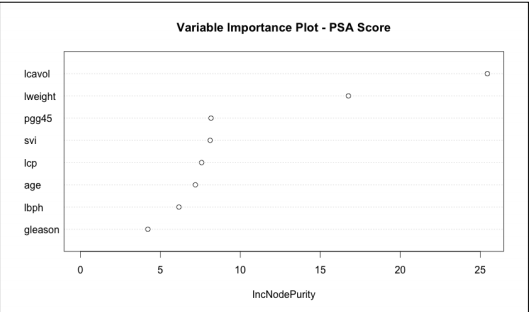 Variable Importance Plot - PSA Score
lcavol
lweight
pgg45
svi
lcp
age
lbph
gleason
0 5 10 15 20 25
IncNodePurity